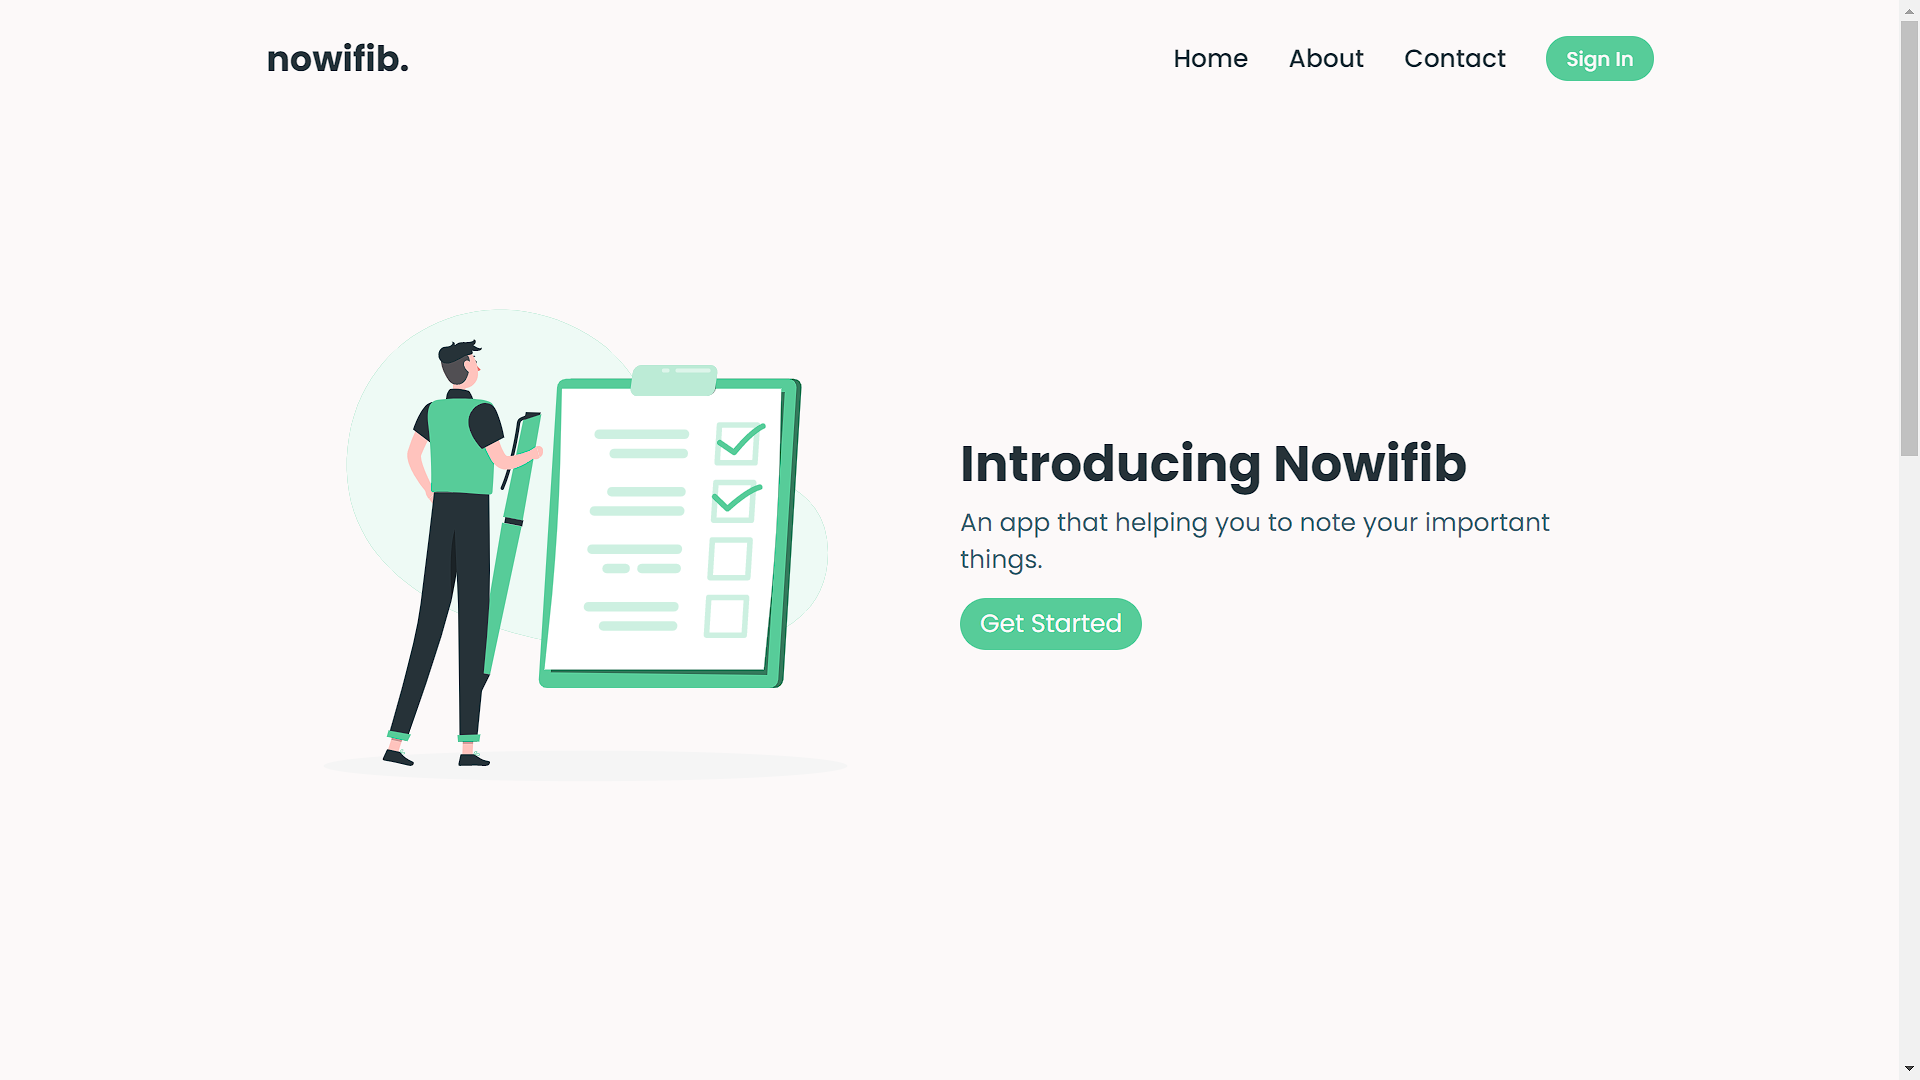 nowifib.
Home
About
Contact
Sign In
Introducing Nowifib
An app that helping you to note your important
things.
Get Started